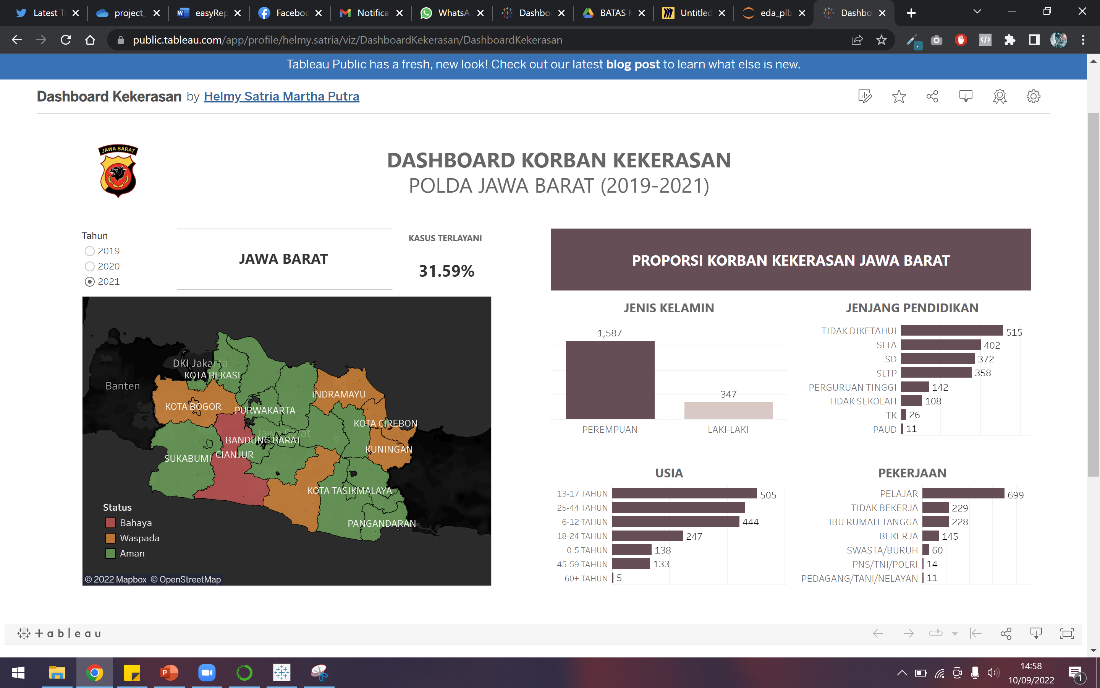 Latest T
project_
easyRep
Facebo
Notifica
WhatsA
Dashbo
BATAS
Untitled
eda_plb
Dashbo
public.tableau.com/app/profile/helmy.satria/viz/DashboardKekerasan/DashboardKekerasan
Tableau Public has a fresh, new look! Check out our latest blog post to learn what else is new.
Dashboard Kekerasan by Helmy Satria Martha Putra
JAWA BARAT
DASHBOARD KORBAN KEKERASAN
POLDA JAWA BARAT (2019-2021)
Tahun
2019
2020
2021
JAWA BARAT
KASUS TERLAYANI
31.59%
DKI Jakarta
KOTA BEKASI
Banten
KOTA BOGOR
PURWAKARTA
INDRAMAYU
KOTA CIREBON
BANDUNG BARAT
KUNINGAN
SUKABUMI
CIANJUR
KOTA TASIKMALAYA
PANGANDARAN
Status
Bahaya
Waspada
Aman
© 2022 Mapbox © OpenStreetMap
PROPORSI KORBAN KEKERASAN JAWA BARAT
JENIS KELAMIN
1,587
347
PEREMPUAN
LAKI-LAKI
JENJANG PENDIDIKAN
TIDAK DIKETAHUI 515
SLTA 402
SD 372
SLTP 358
PERGURUAN TINGGI 142
TIDAK SEKOLAH 108
TK 26
PAUD 11
USIA
13-17 TAHUN 505
25-44 TAHUN
6-12 TAHUN 444
18-24 TAHUN 247
0-5 TAHUN 138
45-59 TAHUN 133
60+ TAHUN 5
PEKERJAAN
PELAJAR 699
TIDAK BEKERJA 229
IBU RUMAH TANGGA 228
BEKERJA 145
SWASTA/BURUH 60
PNS/TNI/POLRI 14
PEDAGANG/TANI/NELAYAN 11
+ableau
14:58
10/09/2022
1